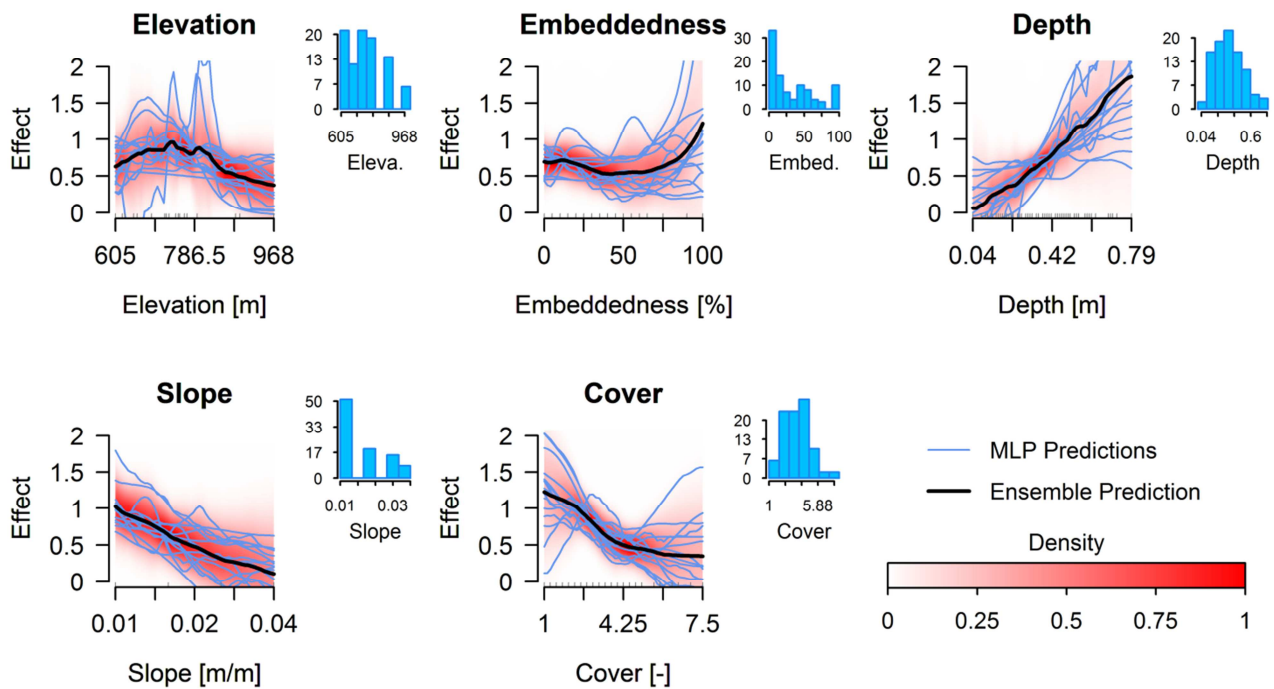 Elevation
20
13
7
0
605 968
Eleva.
Effect
2
1.5
1
0.5
0
605 786.5 968
Elevation [m]
Embeddedness
30
20
10
0
0 50 100
Embed.
Effect
2
1.5
1
0.5
0
0 50 100
Embeddedness [%]
Depth
20
13
7
0
0.04 0.6
Depth
Effect
2
1.5
1
0.5
0
0.04 0.42 0.79
Depth [m]
Slope
50
33
17
0
0.01 0.03
Slope
Effect
2
1.5
1
0.5
0
0.01 0.02 0.04
Slope [m/m]
Cover
20
13
7
0
1 5.88
Cover
Effect
2
1.5
1
0.5
0
1 4.25 7.5
Cover [-]
MLP Predictions
Ensemble Prediction
Density
0 0.25 0.5 0.75 1